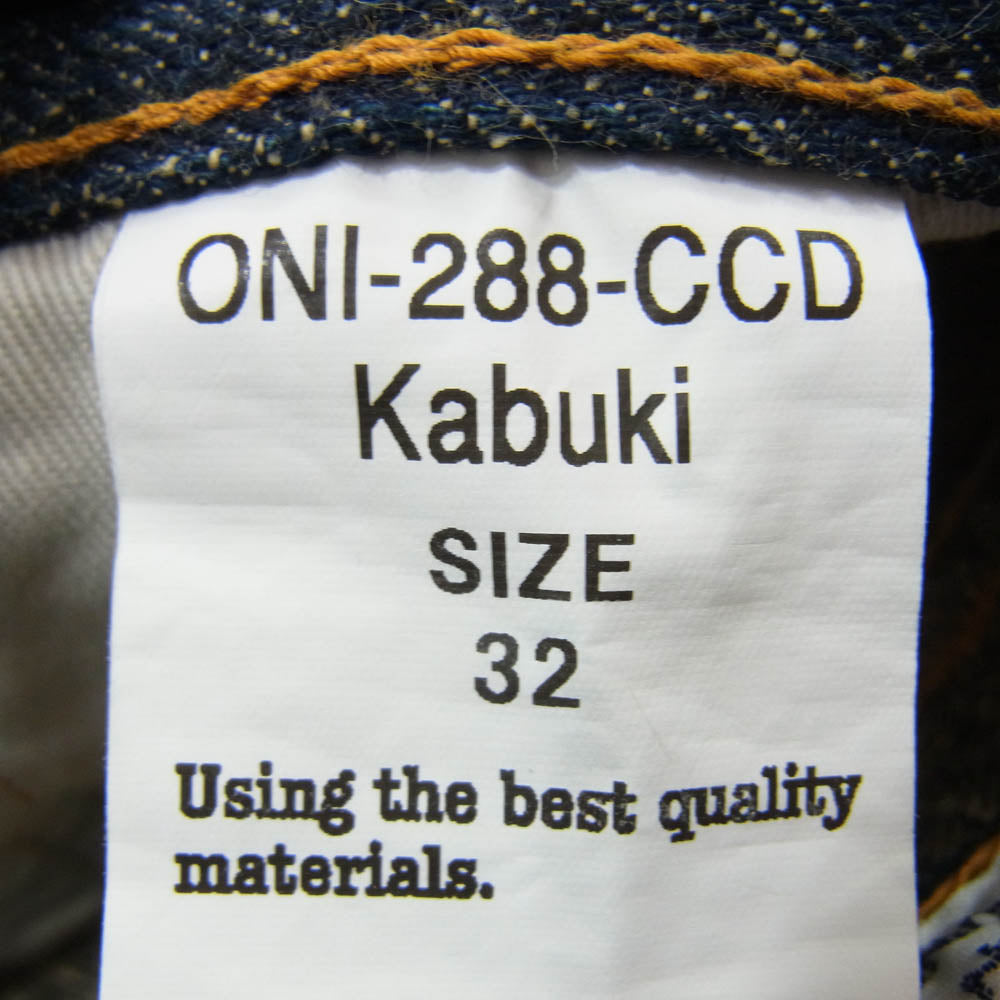 ONI-288-CCD
Kabuki
SIZE
32
Using the best quality
materials.